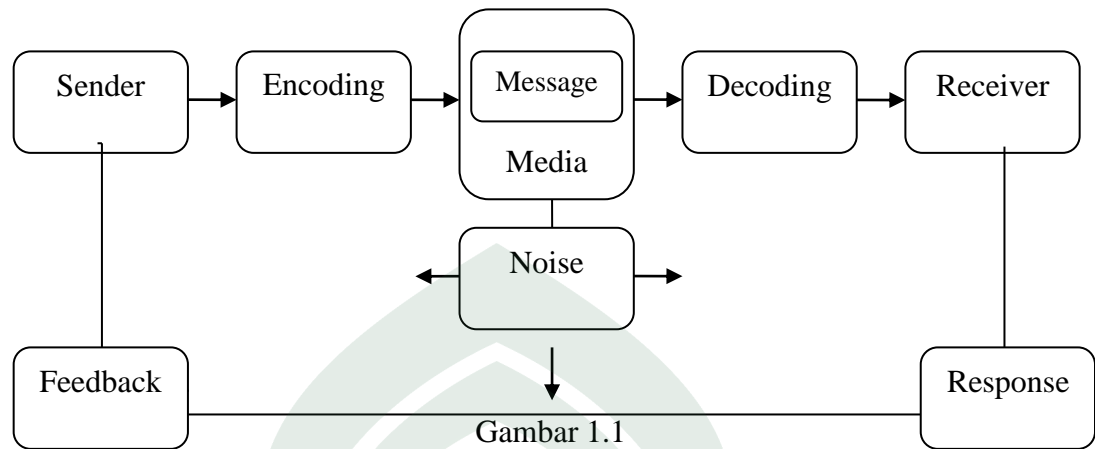 Sender
Encoding
Message
Media
Decoding
Receiver
Noise
Feedback
Response
Gambar 1.1